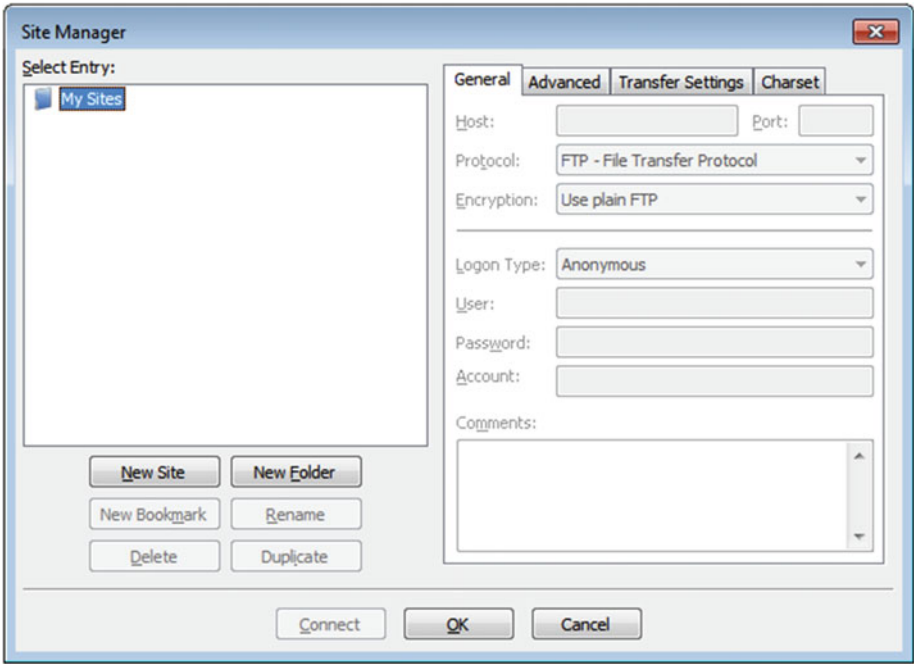 Site Manager
Select Entry:
My Sites
General Advanced Transfer Settings Charset
Host: Port:
Protocol: FTP - File Transfer Protocol
Encryption: Use plain FTP
Logon Type: Anonymous
User:
Password:
Account:
Comments:
New Site New Folder
New Bookmark Rename
Delete Duplicate
Connect OK Cancel